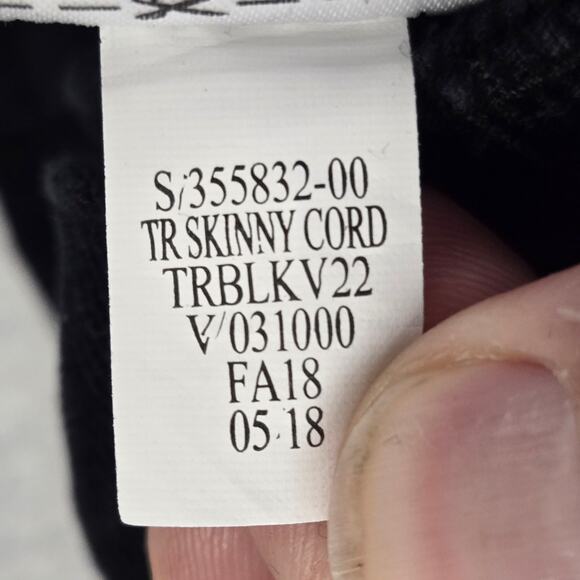 S/355832-00
TR SKINNY CORD
TRBLKV22
V/031000
FA18
05.18